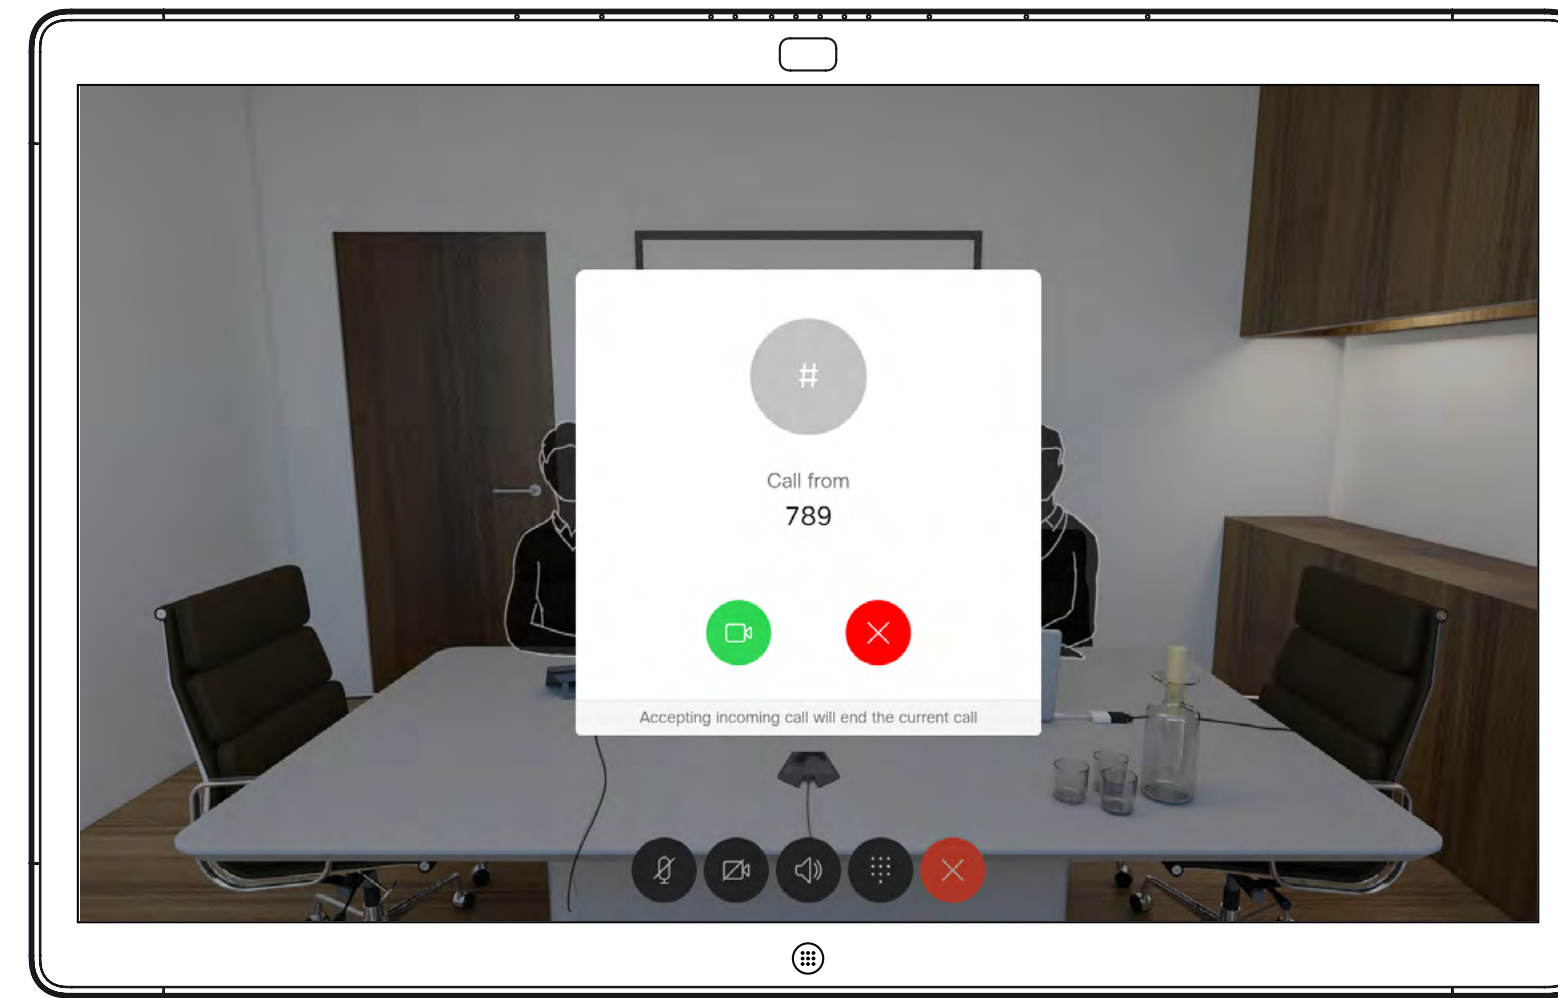 #
Call from
789
Accepting incoming call will end the current call